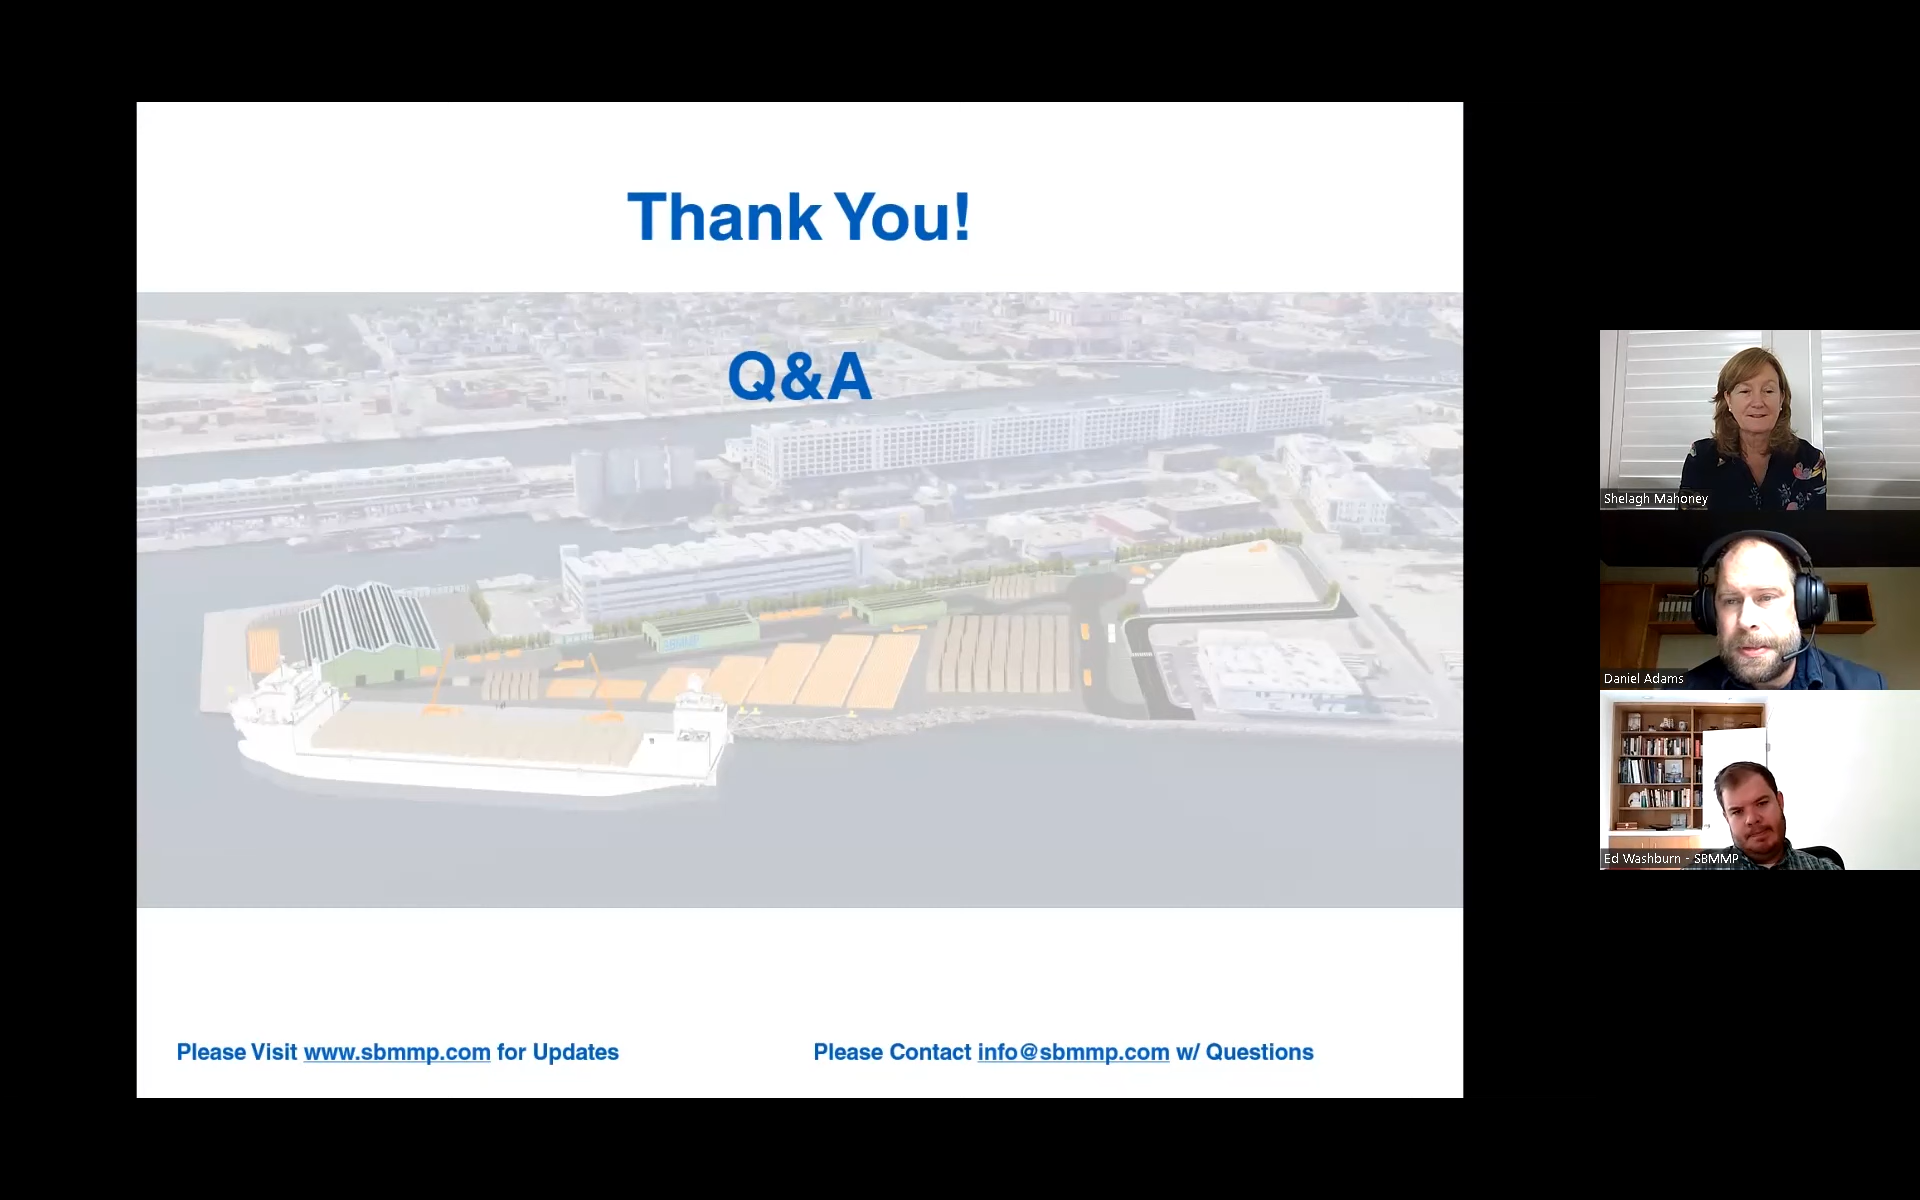 Thank You!
Q&A
SBMMP
Please Visit www.sbmmp.com for Updates
Please Contact info@sbmmp.com w/ Questions
Shelagh Mahoney
Daniel Adams
Ed Washburn - SBMMP